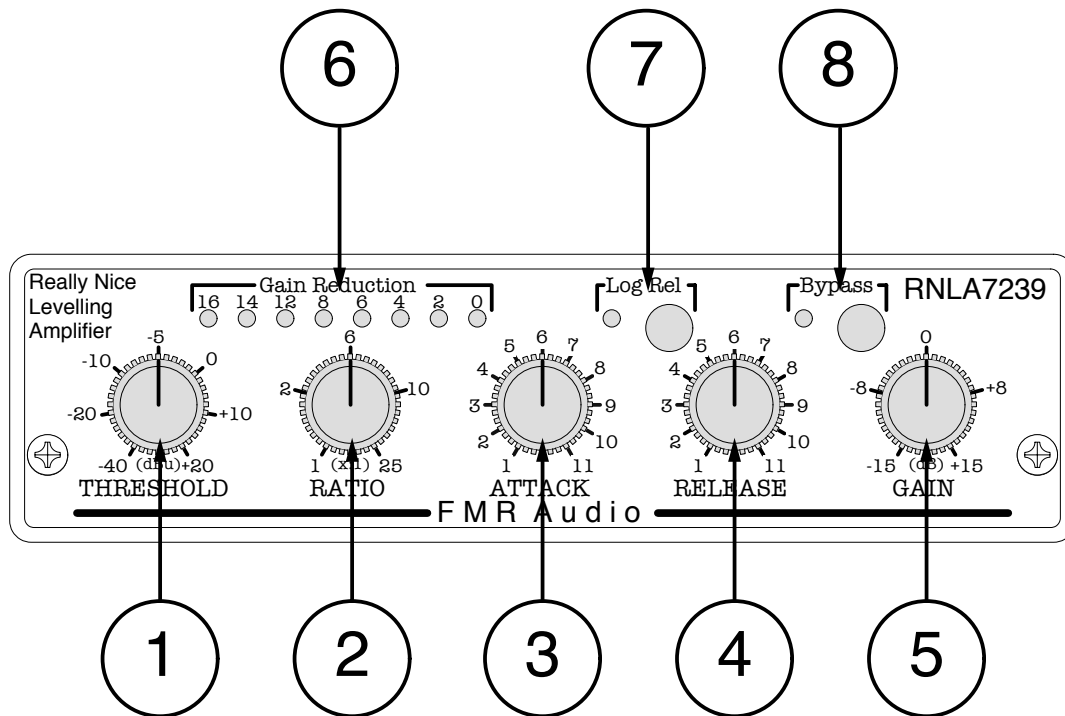 6 7 8
Really Nice
Levelling
Amplifier
Gain Reduction
16 14 12 8 6 4 2 0
Log Rel
Bypass
RNLA7239
-40 -20 -10 -5 0 +10 +20
(dBu)
THRESHOLD
1 2 6 10 25
(x:1)
RATIO
1 2 3 4 5 6 7 8 9 10 11
ATTACK
1 2 3 4 5 6 7 8 9 10 11
RELEASE
-15 -8 0 +8 +15
(dB)
GAIN
FMR Audio
1 2 3 4 5